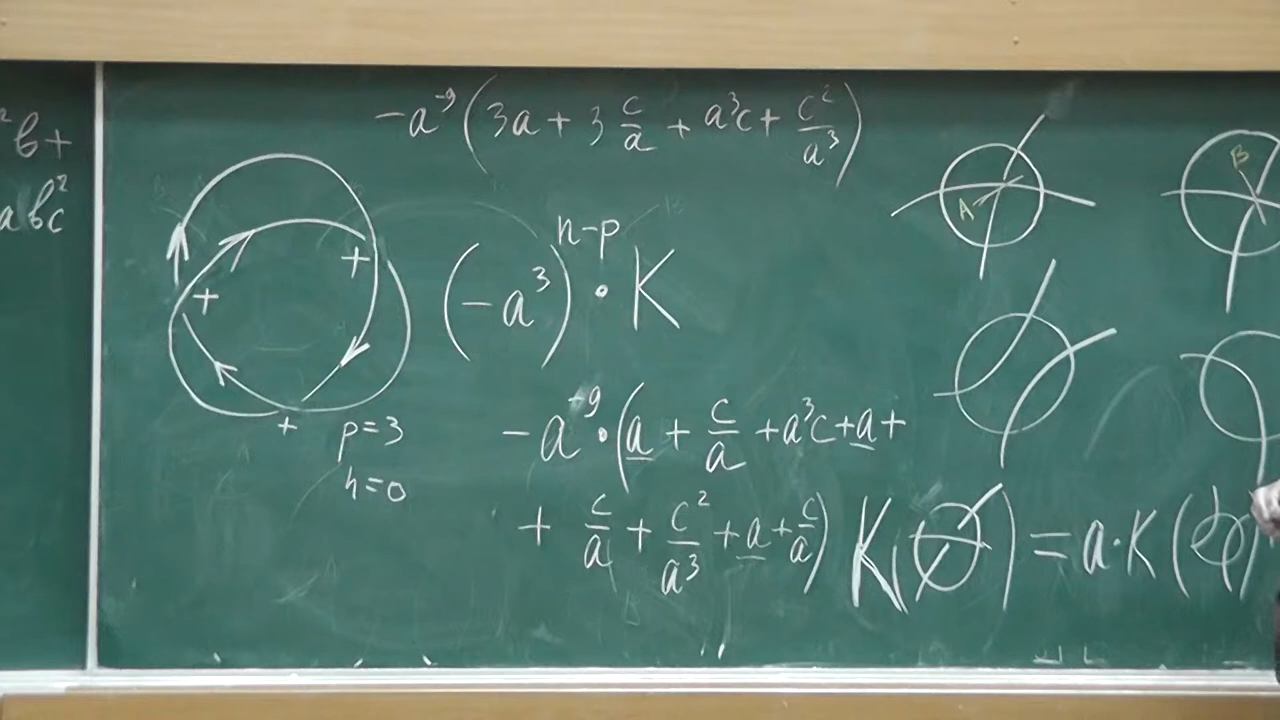 ²b+
abc²
-a⁻⁹(3a+3 c/a + a³c + c²/a³)
A
B
+
+
+
p=3
n=0
(-a³)ⁿ⁻ᵖ · K
-a⁻⁹·(a + c/a + a³c + a +
+ c/a + c²/a³ + a + c/a)
K( ) = a·K( )